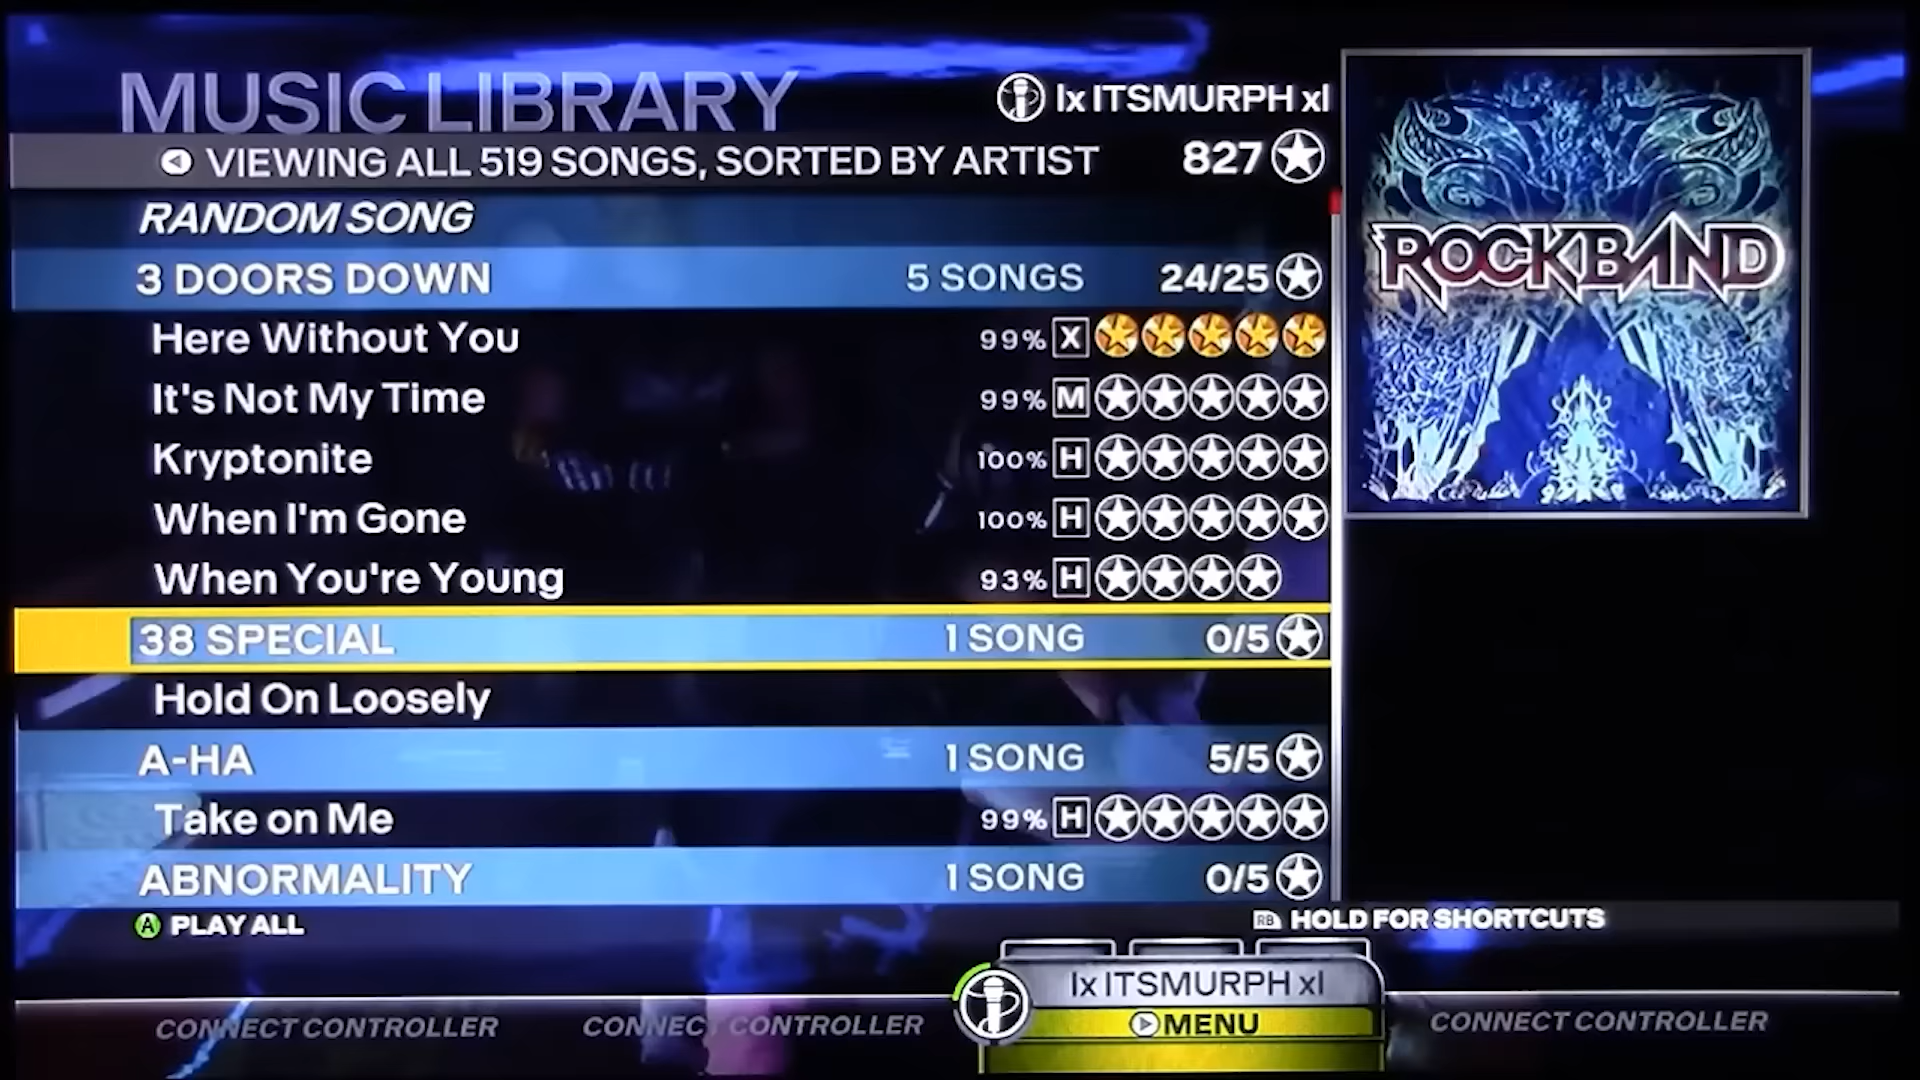 MUSIC LIBRARY
lx ITSMURPH xl
VIEWING ALL 519 SONGS, SORTED BY ARTIST 827
RANDOM SONG
3 DOORS DOWN 5 SONGS 24/25
Here Without You 99% X
It's Not My Time 99% M
Kryptonite 100% H
When I'm Gone 100% H
When You're Young 93% H
38 SPECIAL 1 SONG 0/5
Hold On Loosely
A-HA 1 SONG 5/5
Take on Me 99% H
ABNORMALITY 1 SONG 0/5
ROCKBAND
A PLAY ALL
RB HOLD FOR SHORTCUTS
CONNECT CONTROLLER
CONNECT CONTROLLER
lx ITSMURPH xl
MENU
CONNECT CONTROLLER